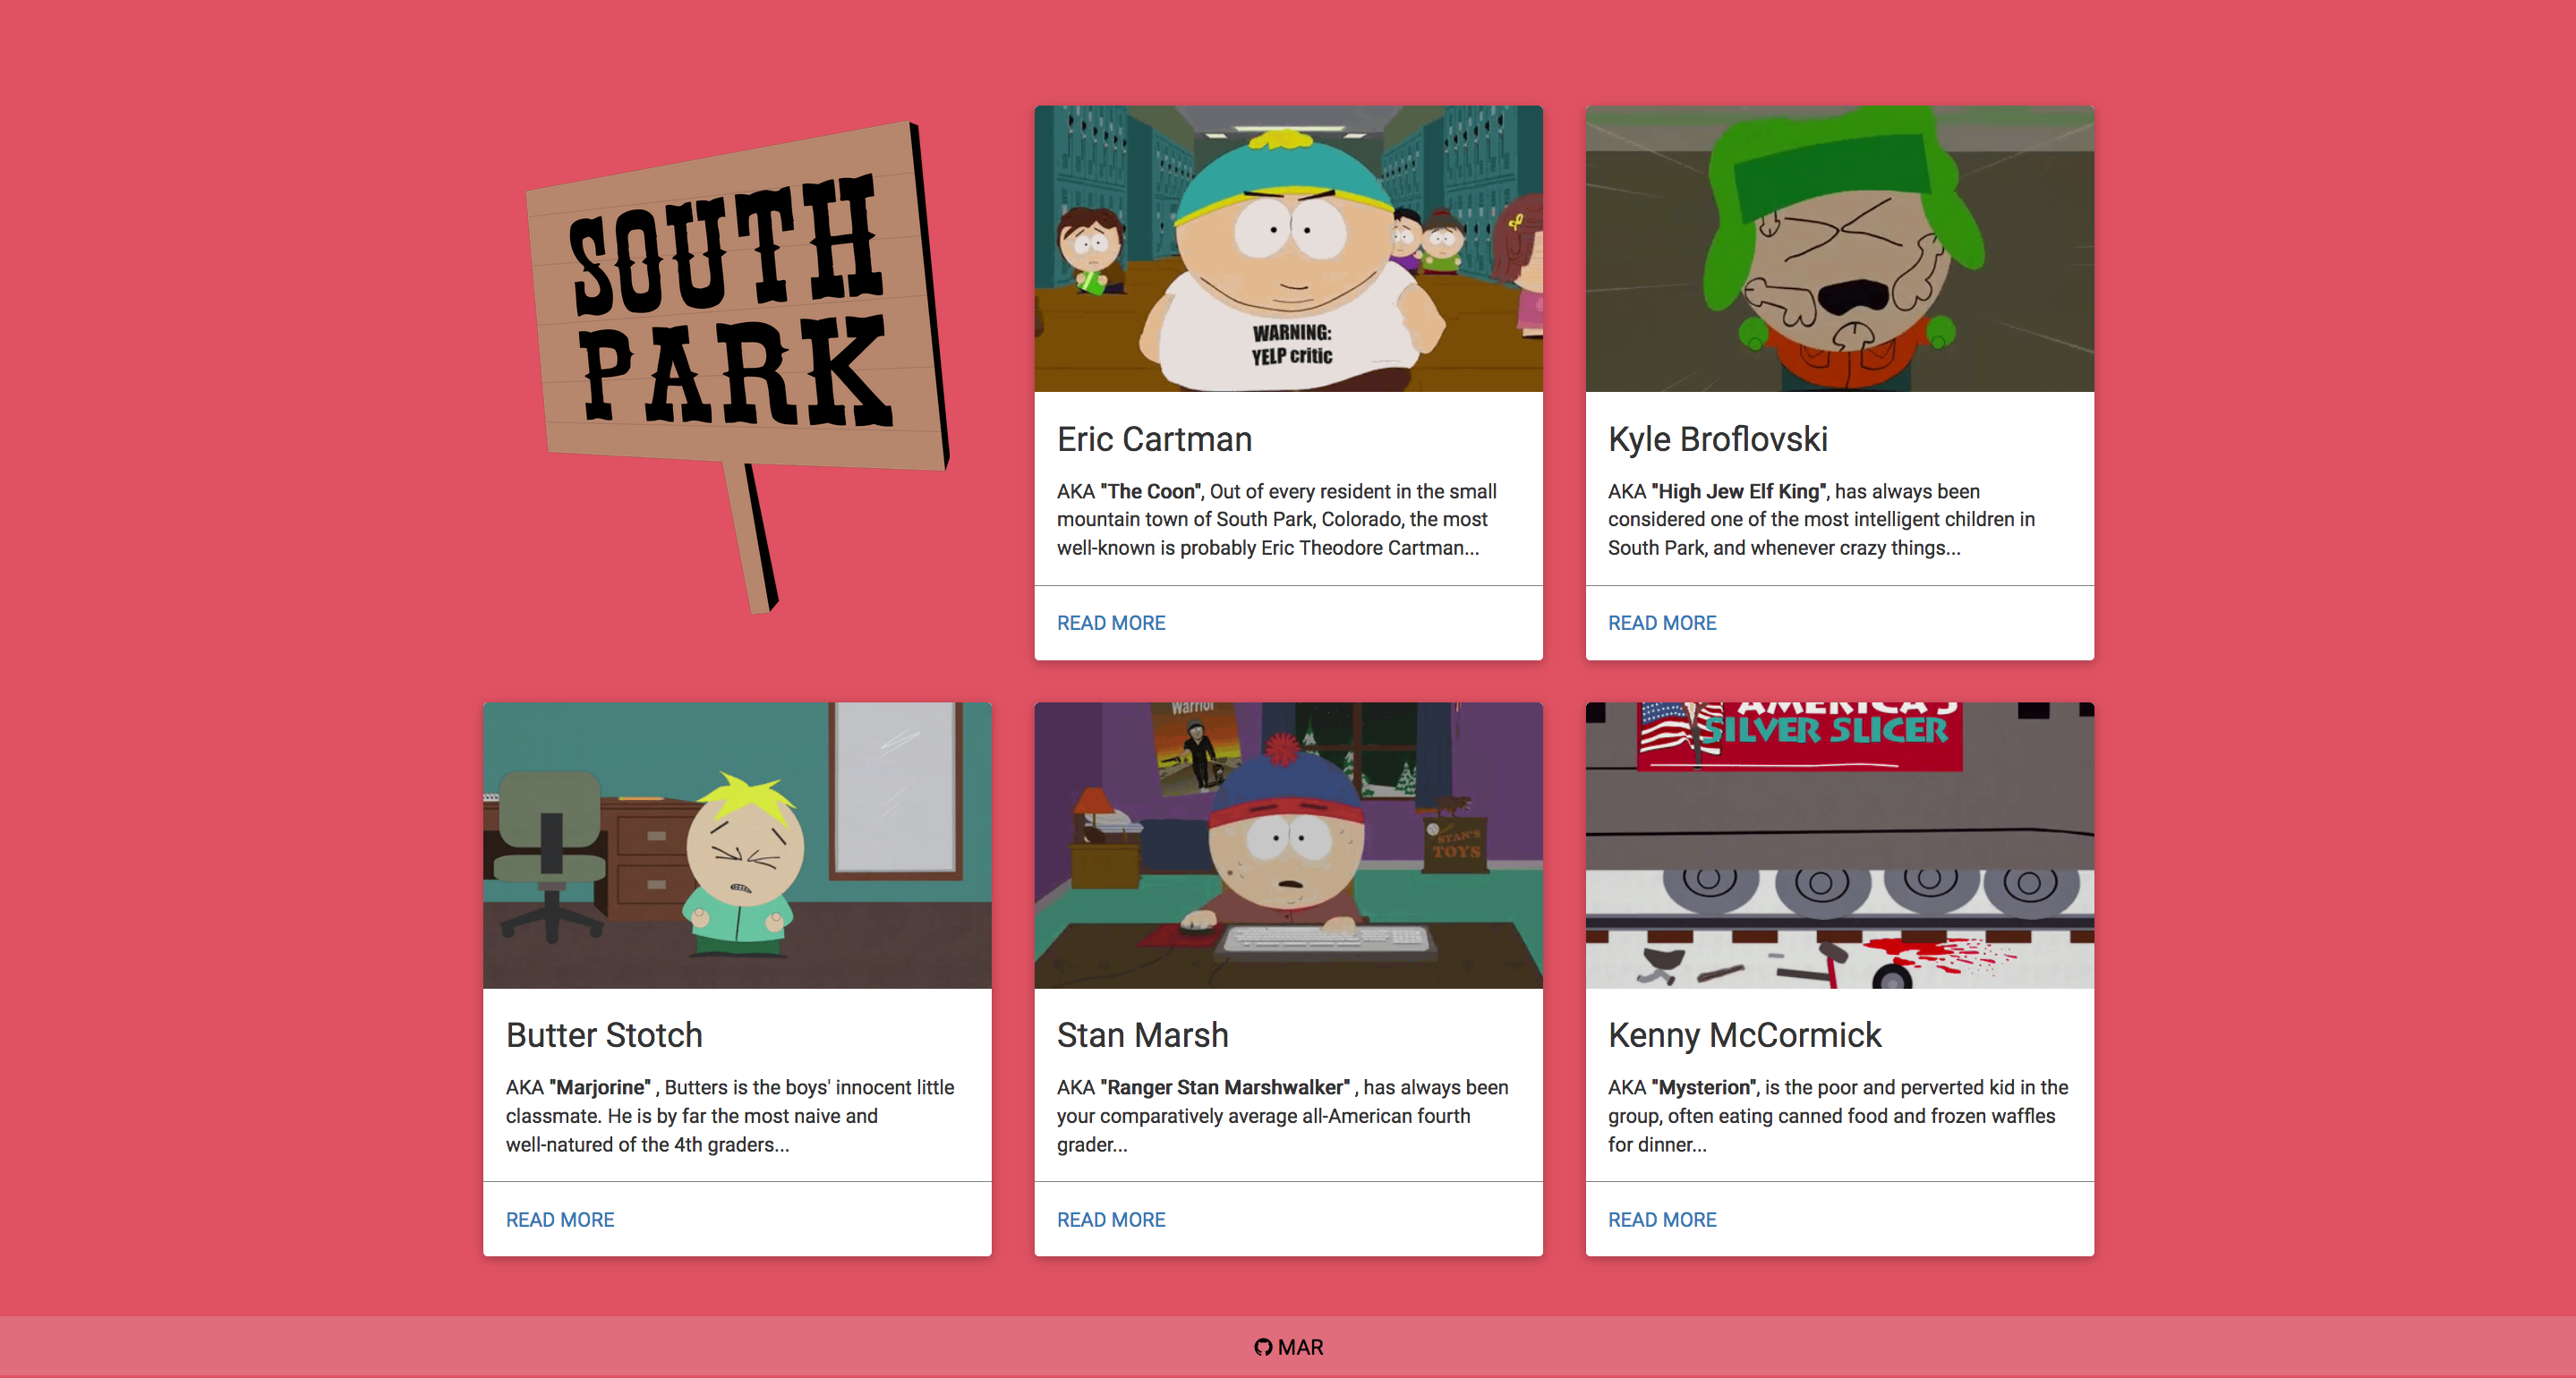 SOUTH
PARK
WARNING:
YELP critic
Eric Cartman
AKA "The Coon", Out of every resident in the small
mountain town of South Park, Colorado, the most
well-known is probably Eric Theodore Cartman...
READ MORE
Kyle Broflovski
AKA "High Jew Elf King", has always been
considered one of the most intelligent children in
South Park, and whenever crazy things...
READ MORE
Butter Stotch
AKA "Marjorine" , Butters is the boys' innocent little
classmate. He is by far the most naive and
well-natured of the 4th graders...
READ MORE
Warrior
STAN'S
TOYS
Stan Marsh
AKA "Ranger Stan Marshwalker" , has always been
your comparatively average all-American fourth
grader...
READ MORE
AMERICA'S
SILVER SLICER
Kenny McCormick
AKA "Mysterion", is the poor and perverted kid in the
group, often eating canned food and frozen waffles
for dinner...
READ MORE
MAR